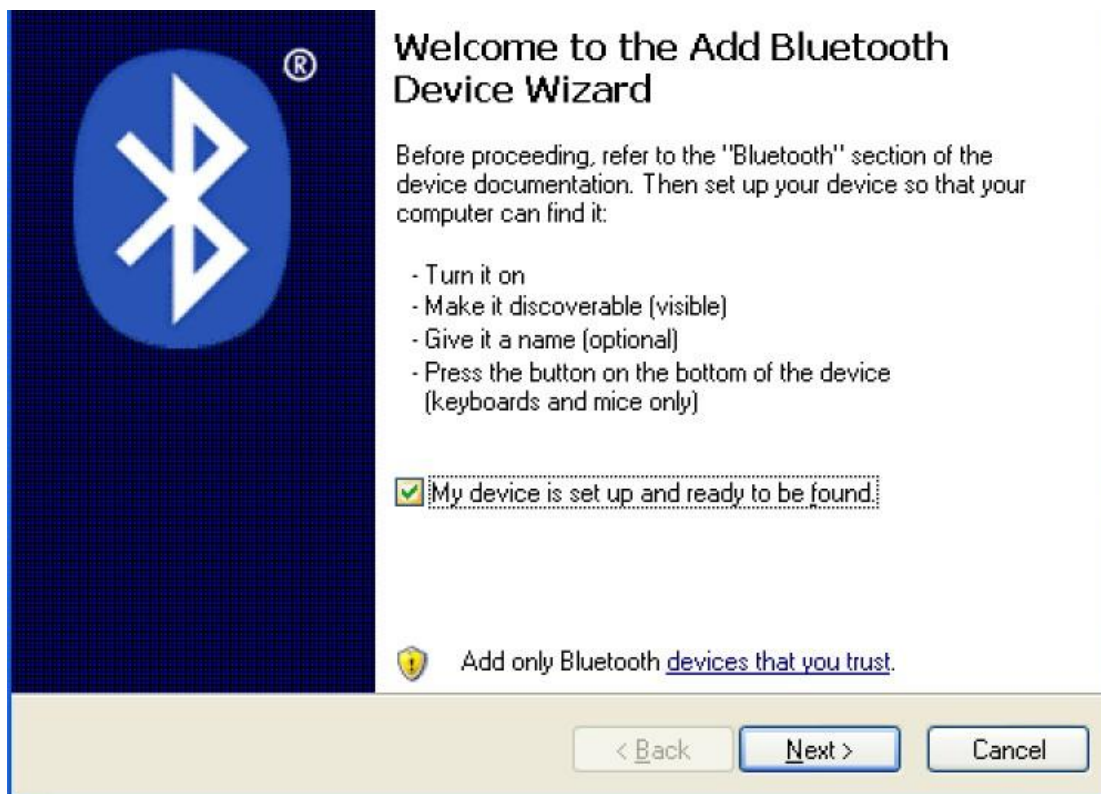 ®
Welcome to the Add Bluetooth
Device Wizard
Before proceeding, refer to the "Bluetooth" section of the
device documentation. Then set up your device so that your
computer can find it:
- Turn it on
- Make it discoverable (visible)
- Give it a name (optional)
- Press the button on the bottom of the device
(keyboards and mice only)
My device is set up and ready to be found.
Add only Bluetooth devices that you trust.
< Back Next > Cancel